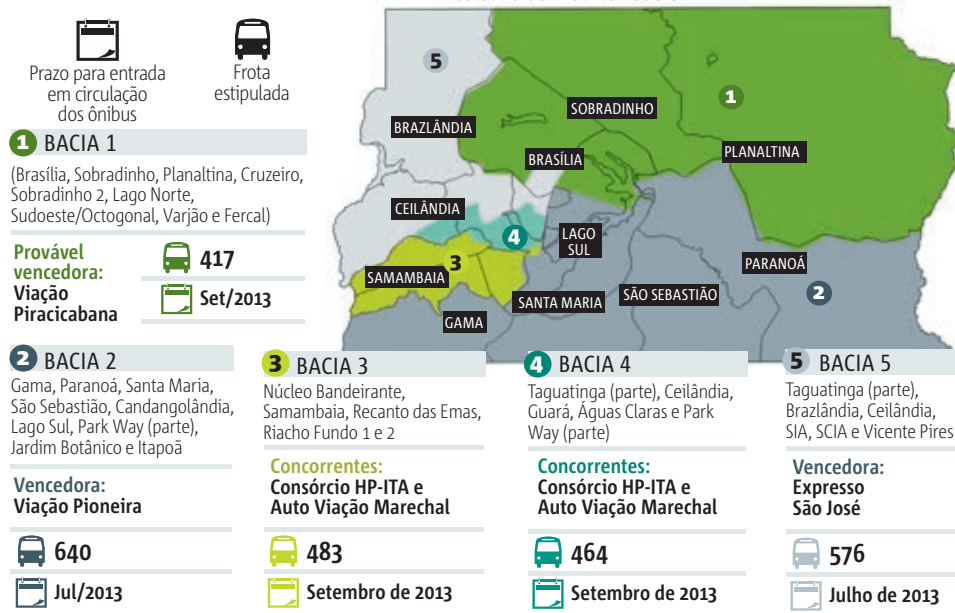 Prazo para entrada
em circulação
dos ônibus
Frota
estipulada
1 BACIA 1
(Brasília, Sobradinho, Planaltina, Cruzeiro,
Sobradinho 2, Lago Norte,
Sudoeste/Octogonal, Varjão e Fercal)
Provável
vencedora:
Viação
Piracicabana
417
Set/2013
5
BRAZLÂNDIA
SOBRADINHO
1
BRASÍLIA
PLANALTINA
CEILÂNDIA
4
LAGO
SUL
PARANOÁ
3
SAMAMBAIA
SANTA MARIA
SÃO SEBASTIÃO
2
GAMA
2 BACIA 2
Gama, Paranoá, Santa Maria,
São Sebastião, Candangolândia,
Lago Sul, Park Way (parte),
Jardim Botânico e Itapoã
Vencedora:
Viação Pioneira
640
Jul/2013
3 BACIA 3
Núcleo Bandeirante,
Samambaia, Recanto das Emas,
Riacho Fundo 1 e 2
Concorrentes:
Consórcio HP-ITA e
Auto Viação Marechal
483
Setembro de 2013
4 BACIA 4
Taguatinga (parte), Ceilândia,
Guará, Águas Claras e Park
Way (parte)
Concorrentes:
Consórcio HP-ITA e
Auto Viação Marechal
464
Setembro de 2013
5 BACIA 5
Taguatinga (parte),
Brazlândia, Ceilândia,
SIA, SCIA e Vicente Pires
Vencedora:
Expresso
São José
576
Julho de 2013